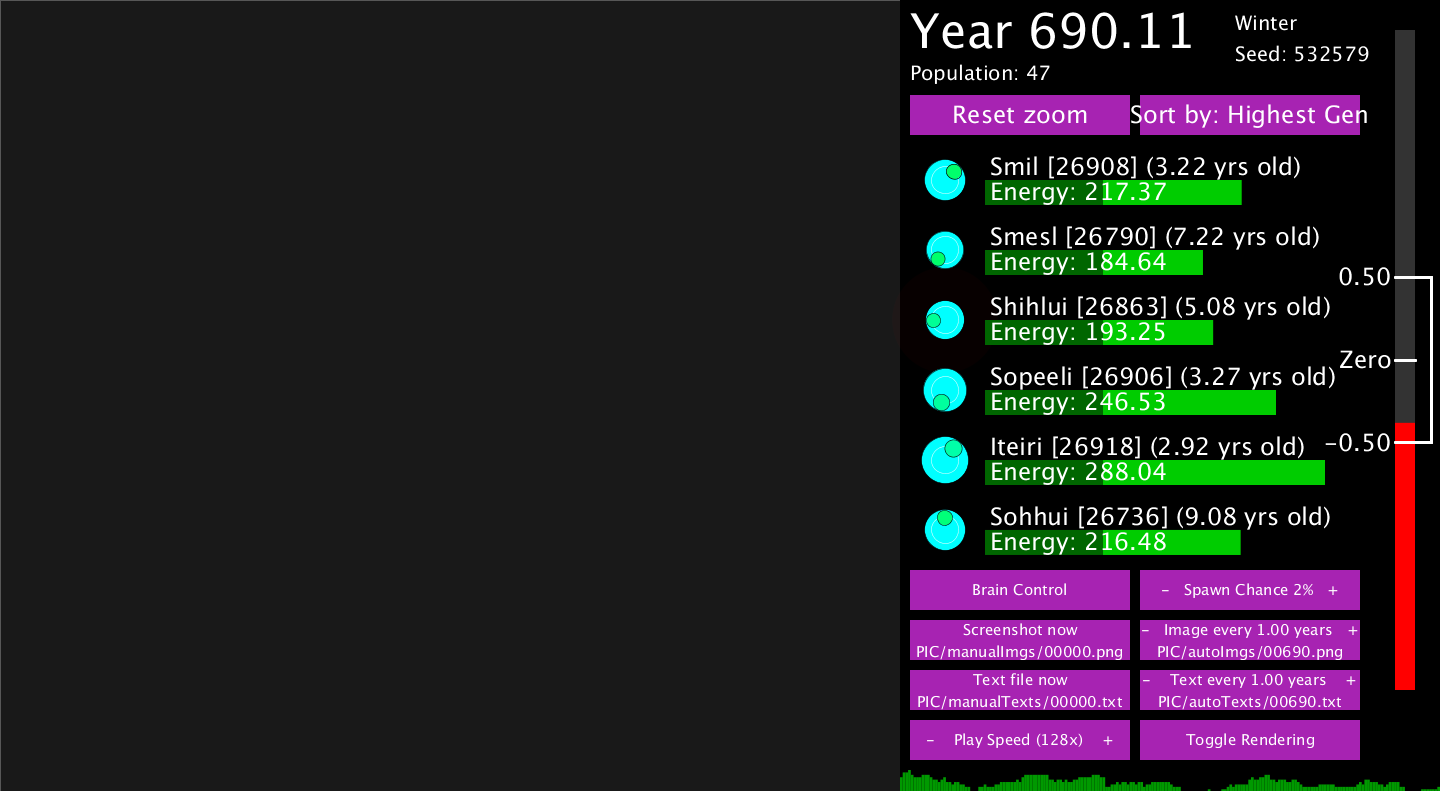 Year 690.11
Winter
Seed: 532579
Population: 47
Reset zoom
Sort by: Highest Gen
Smil [26908] (3.22 yrs old)
Energy: 217.37
Smesl [26790] (7.22 yrs old)
Energy: 184.64
Shihlui [26863] (5.08 yrs old)
Energy: 193.25
Sopeeli [26906] (3.27 yrs old)
Energy: 246.53
Iteiri [26918] (2.92 yrs old)
Energy: 288.04
Sohhui [26736] (9.08 yrs old)
Energy: 216.48
0.50
Zero
-0.50
Brain Control
- Spawn Chance 2% +
Screenshot now
PIC/manualImgs/00000.png
- Image every 1.00 years +
PIC/autoImgs/00690.png
Text file now
PIC/manualTexts/00000.txt
- Text every 1.00 years +
PIC/autoTexts/00690.txt
- Play Speed (128x) +
Toggle Rendering